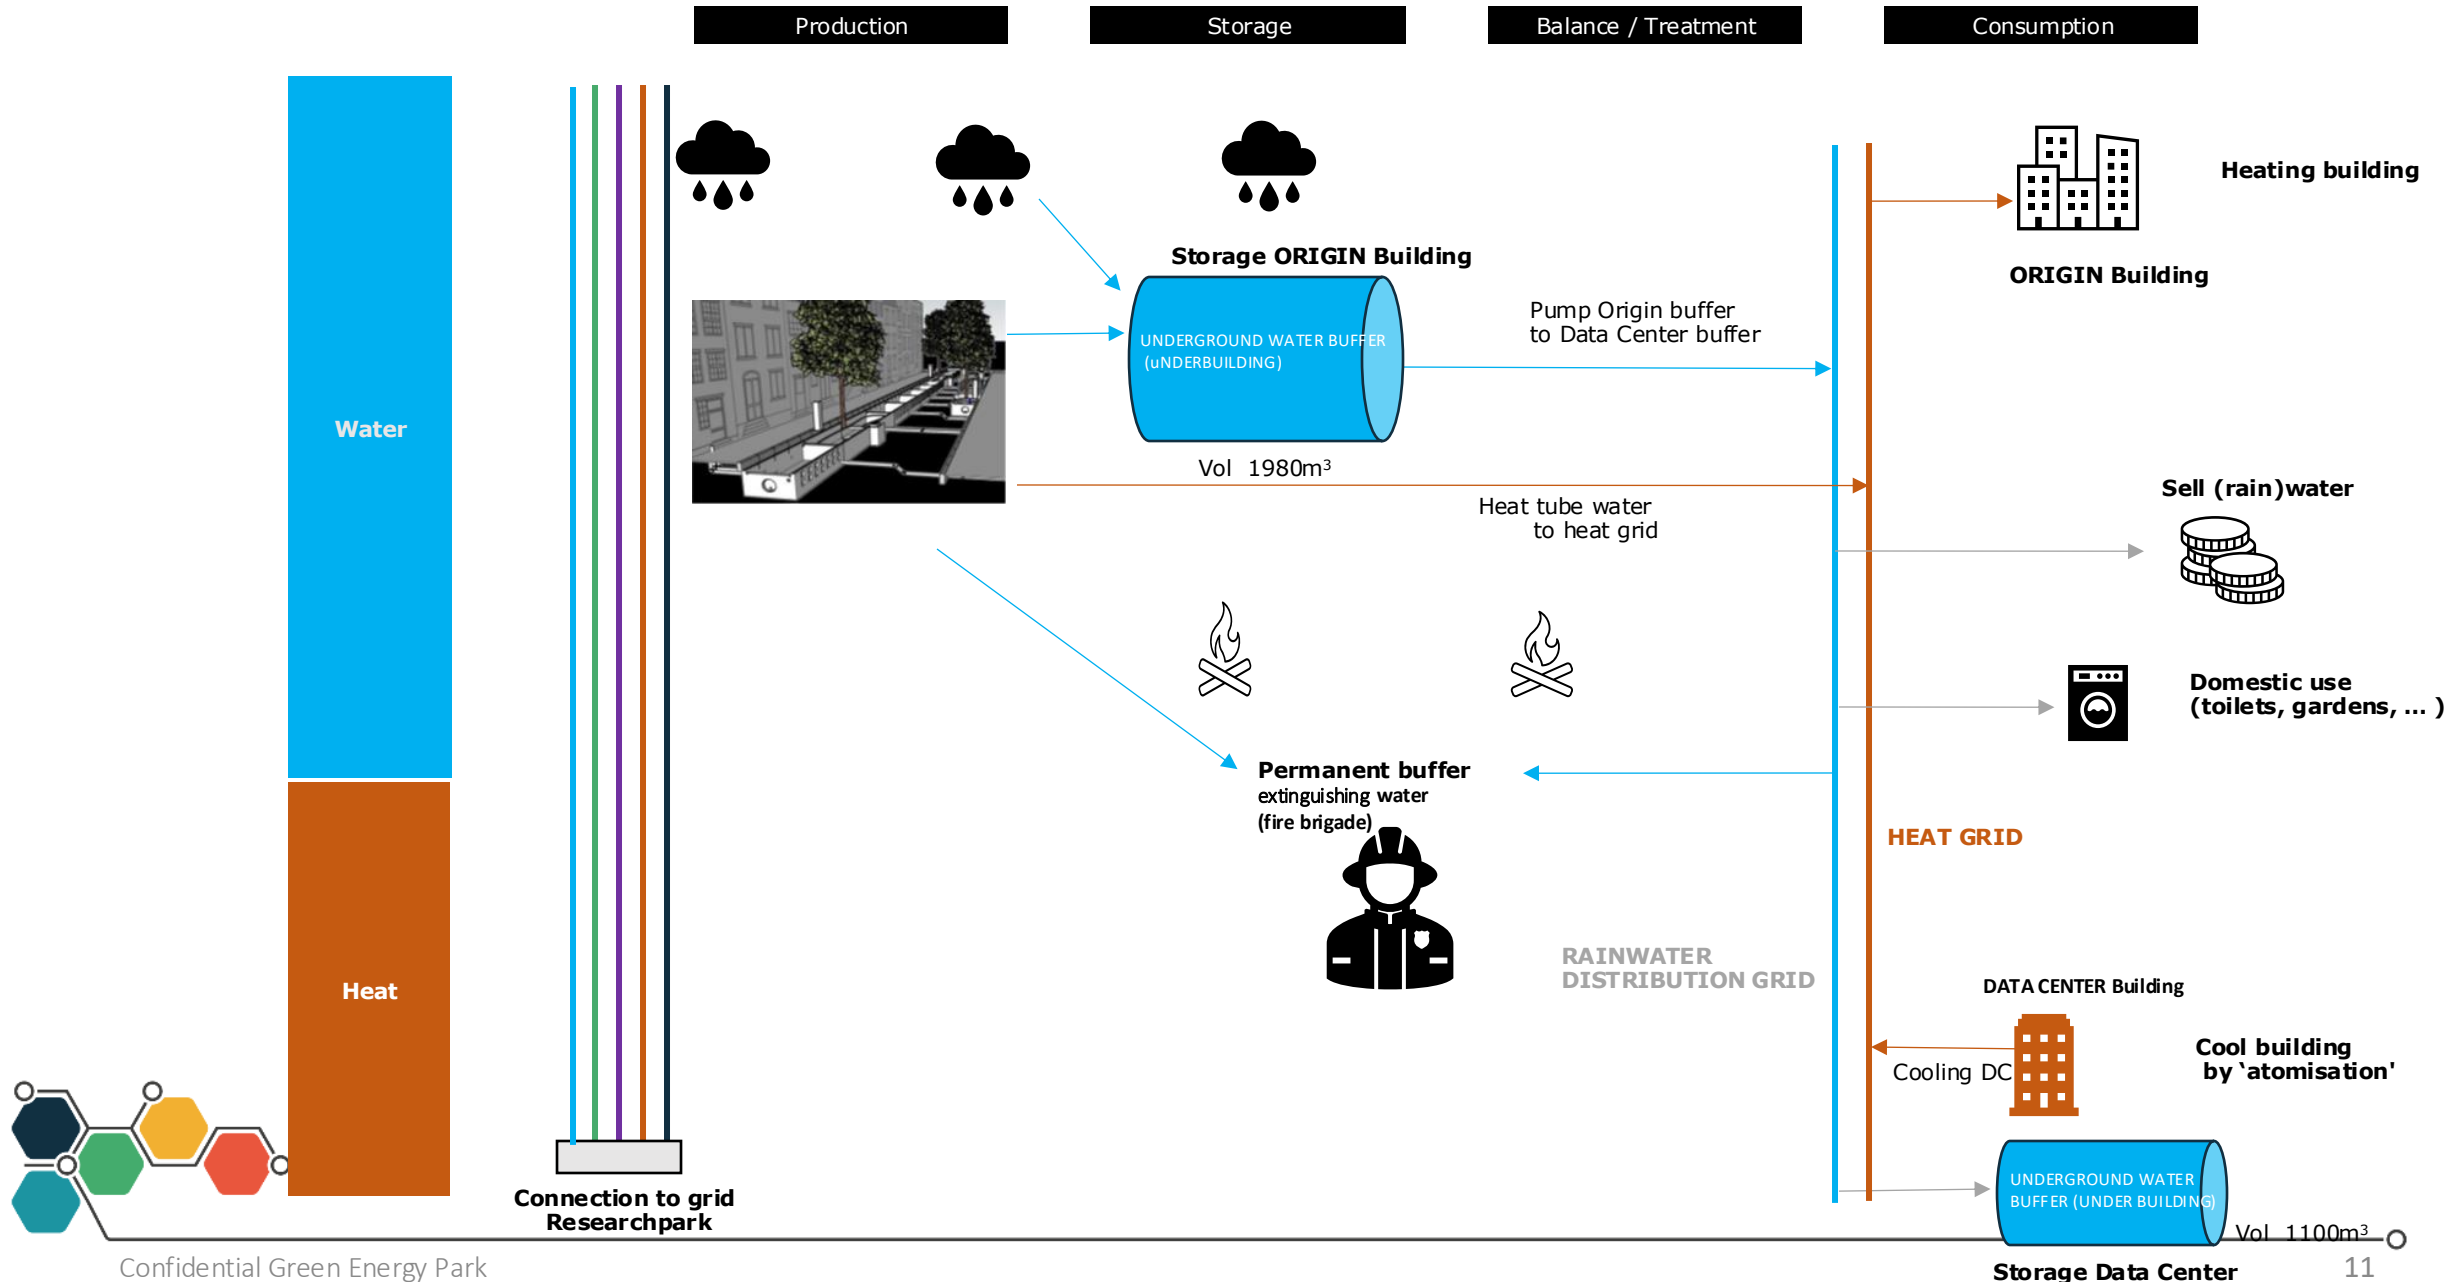 Production
Storage
Balance / Treatment
Consumption
Heating building
Storage ORIGIN Building
ORIGIN Building
Pump Origin buffer
to Data Center buffer
UNDERGROUND WATER BUFFER
(uNDERBUILDING)
Water
Vol 1980m³
Sell (rain)water
Heat tube water
to heat grid
Domestic use
(toilets, gardens, ... )
Permanent buffer
extinguishing water
(fire brigade)
HEAT GRID
RAINWATER
DISTRIBUTION GRID
Heat
DATA CENTER Building
Cool building
by ‘atomisation'
Cooling DC
UNDERGROUND WATER
BUFFER (UNDER BUILDING)
Connection to grid
Researchpark
Vol 1100m³
Confidential Green Energy Park
Storage Data Center
11